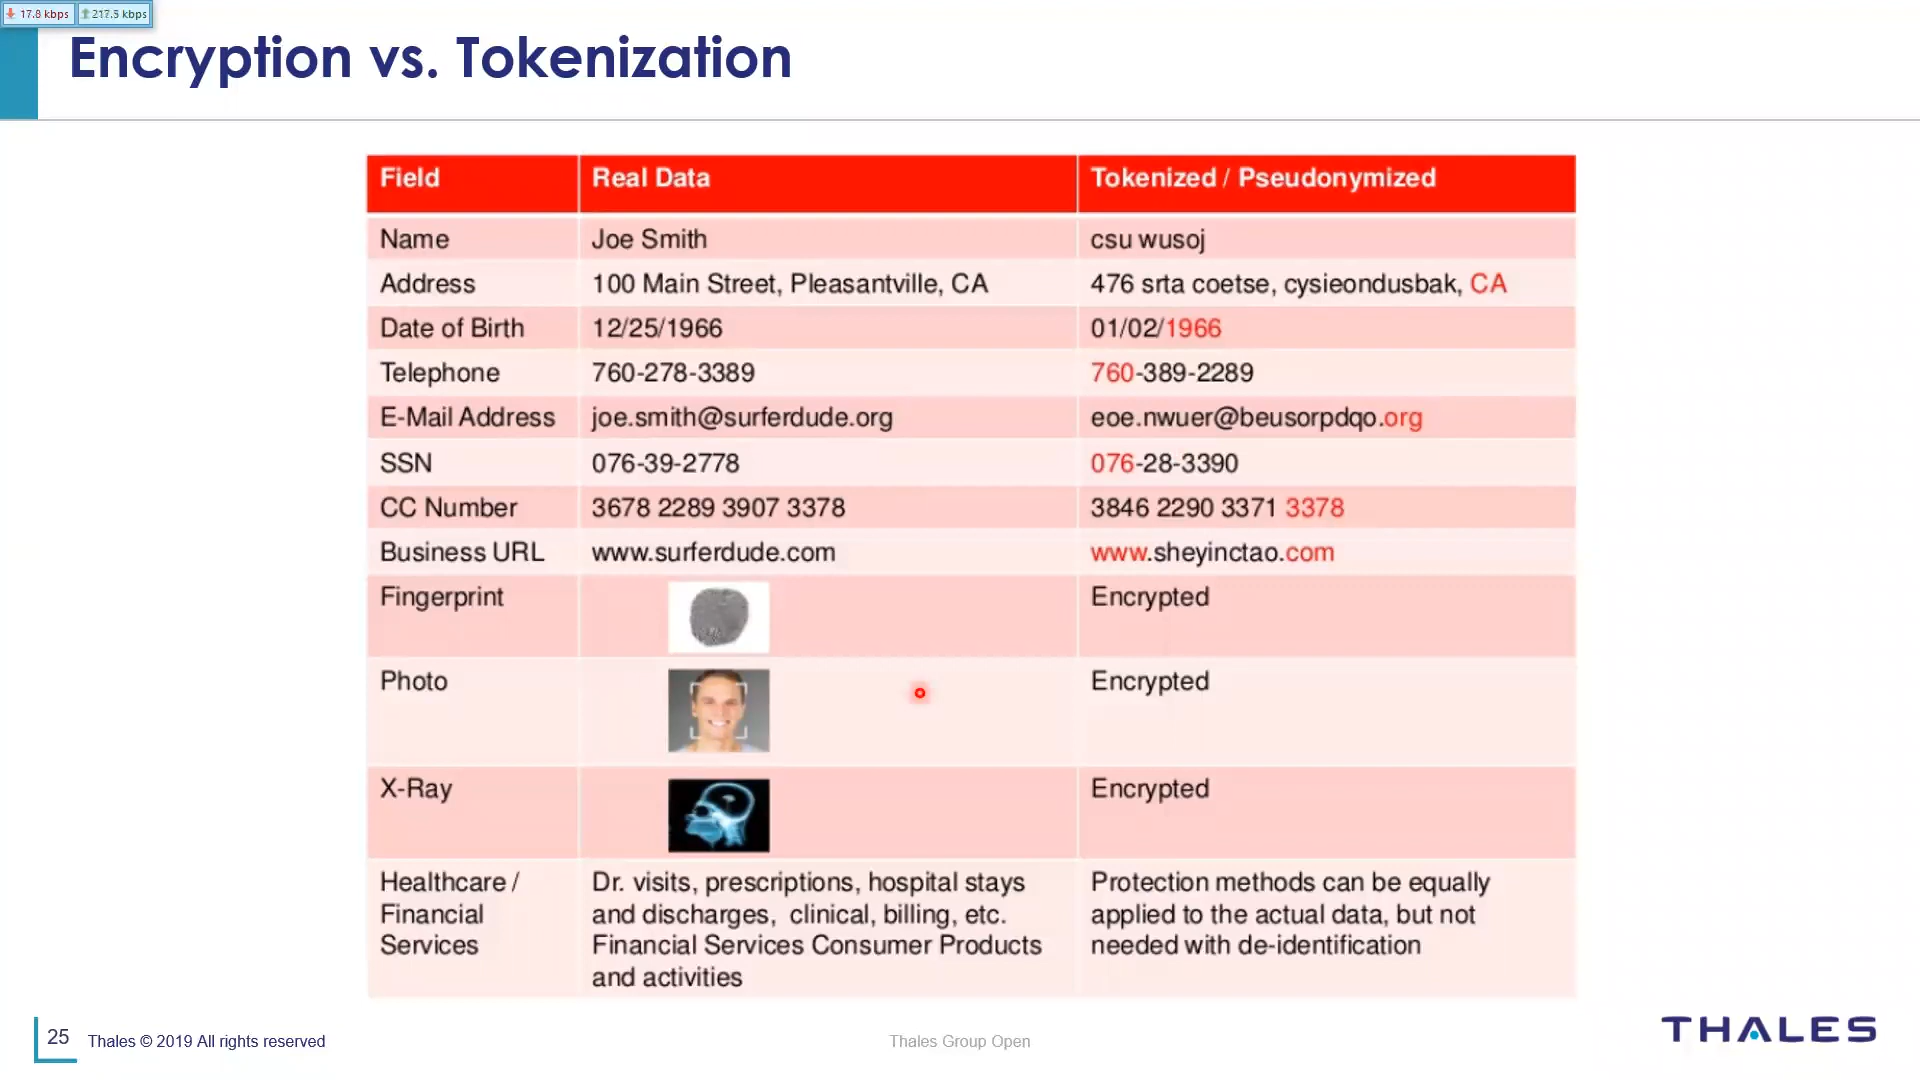 17.8 kbps 217.5 kbps
Encryption vs. Tokenization
Field Real Data Tokenized / Pseudonymized
Name Joe Smith csu wusoj
Address 100 Main Street, Pleasantville, CA 476 srta coetse, cysieondusbak, CA
Date of Birth 12/25/1966 01/02/1966
Telephone 760-278-3389 760-389-2289
E-Mail Address joe.smith@surferdude.org eoe.nwuer@beusorpdqo.org
SSN 076-39-2778 076-28-3390
CC Number 3678 2289 3907 3378 3846 2290 3371 3378
Business URL www.surferdude.com www.sheyinctao.com
Fingerprint Encrypted
Photo Encrypted
X-Ray Encrypted
Healthcare / Dr. visits, prescriptions, hospital stays Protection methods can be equally
Financial and discharges, clinical, billing, etc. applied to the actual data, but not
Services Financial Services Consumer Products needed with de-identification
and activities
25 Thales © 2019 All rights reserved Thales Group Open THALES